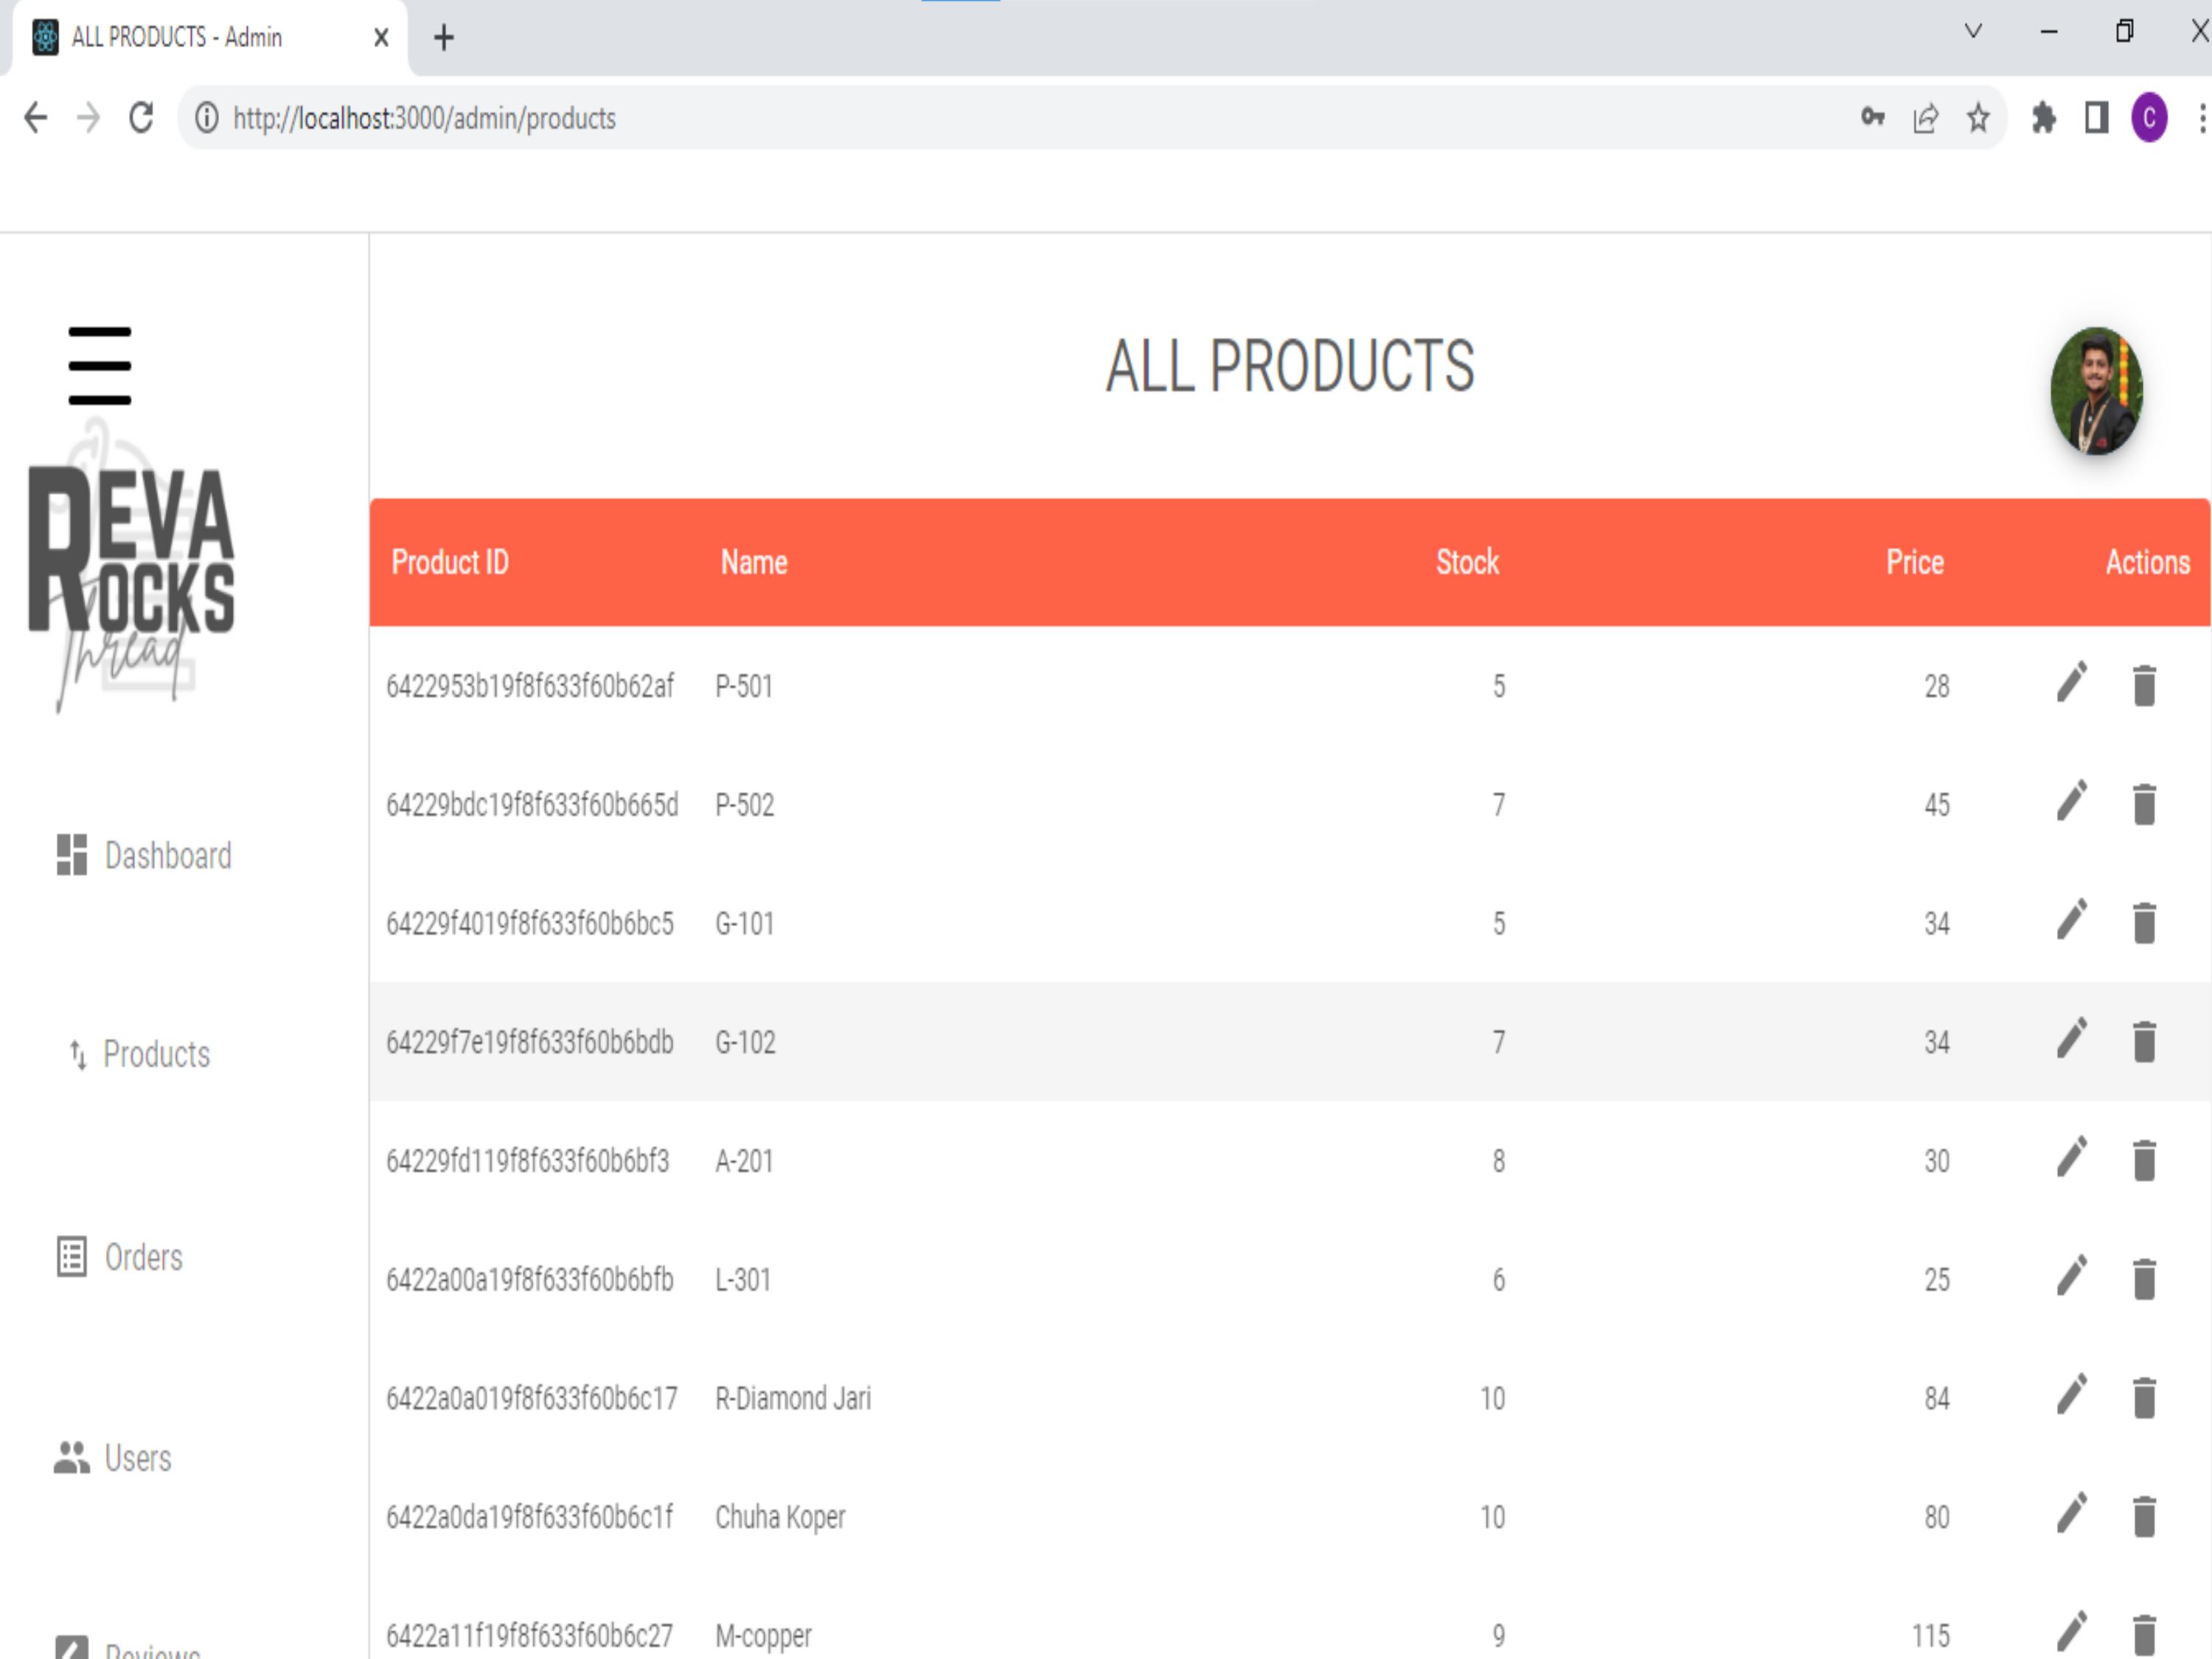 ALL PRODUCTS - Admin
http://localhost:3000/admin/products
C
ALL PRODUCTS
REVA
ROCKS
Thread
Dashboard
Products
Orders
Users
Reviews
Product ID Name Stock Price Actions
6422953b19f8f633f60b62af P-501 5 28
64229bdc19f8f633f60b665d P-502 7 45
64229f4019f8f633f60b6bc5 G-101 5 34
64229f7e19f8f633f60b6bdb G-102 7 34
64229fd119f8f633f60b6bf3 A-201 8 30
6422a00a19f8f633f60b6bfb L-301 6 25
6422a0a019f8f633f60b6c17 R-Diamond Jari 10 84
6422a0da19f8f633f60b6c1f Chuha Koper 10 80
6422a11f19f8f633f60b6c27 M-copper 9 115